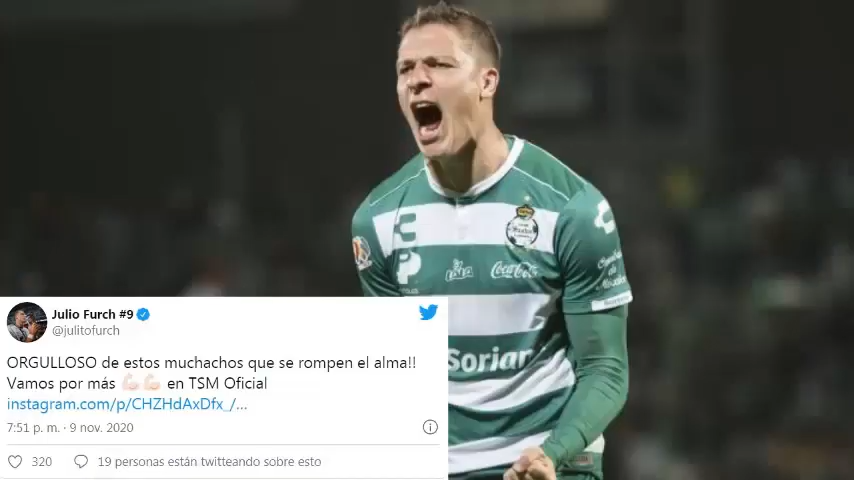 Soriana
Coca-Cola
Julio Furch #9
@julitofurch
ORGULLOSO de estos muchachos que se rompen el alma!!
Vamos por más 💪🏻💪🏻 en TSM Oficial
instagram.com/p/CHZHdAxDfx_/...
7:51 p. m. · 9 nov. 2020
320
19 personas están twitteando sobre esto